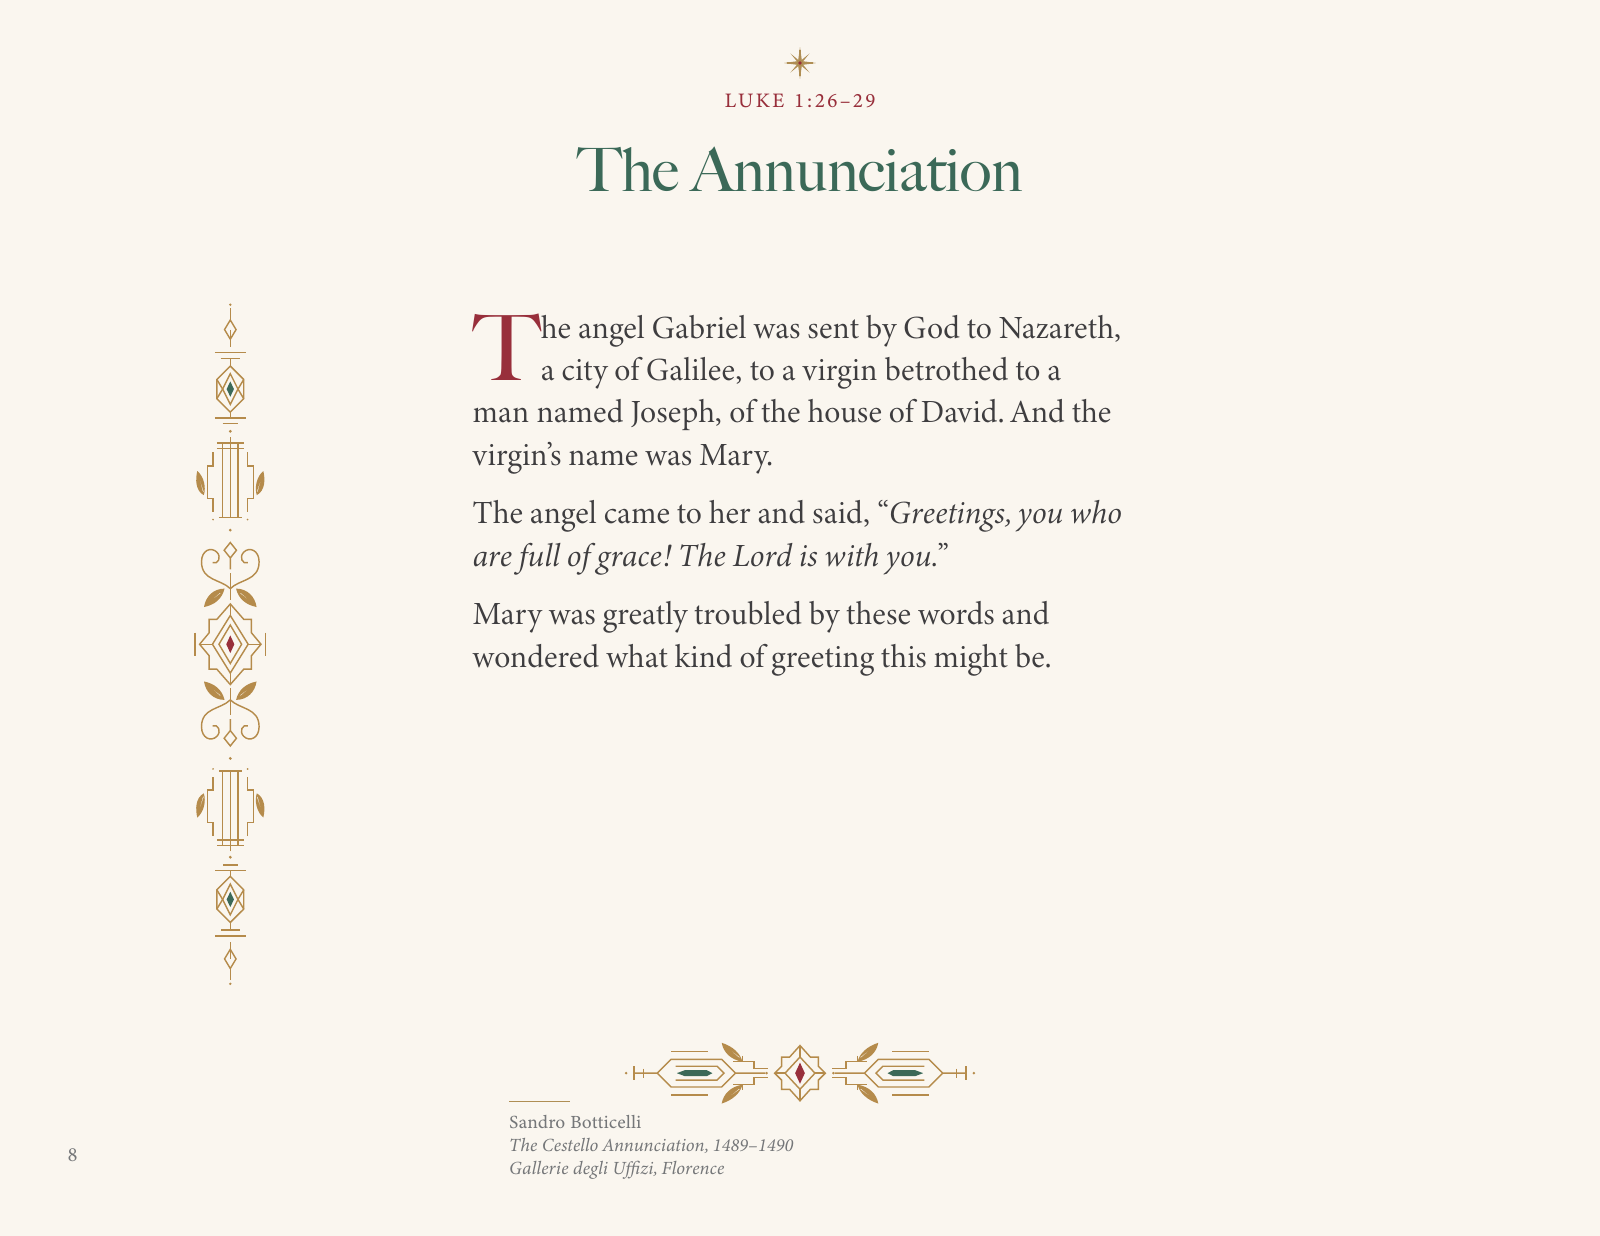 LUKE 1:26–29
The Annunciation
The angel Gabriel was sent by God to Nazareth,
a city of Galilee, to a virgin betrothed to a
man named Joseph, of the house of David. And the
virgin’s name was Mary.
The angel came to her and said, “Greetings, you who
are full of grace! The Lord is with you.”
Mary was greatly troubled by these words and
wondered what kind of greeting this might be.
Sandro Botticelli
The Cestello Annunciation, 1489–1490
Gallerie degli Uffizi, Florence
8